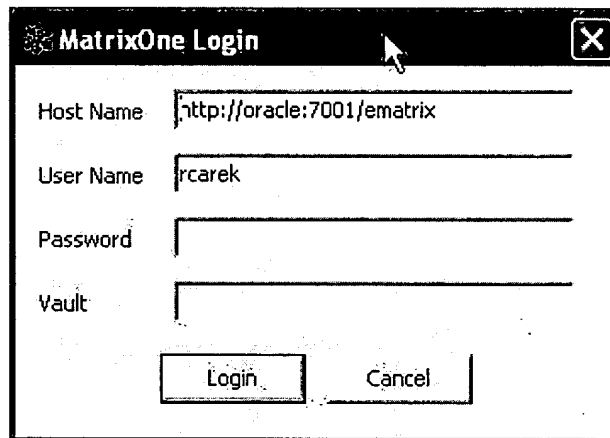 MatrixOne Login
Host Name http://oracle:7001/ematrix
User Name rcarek
Password
Vault
Login Cancel